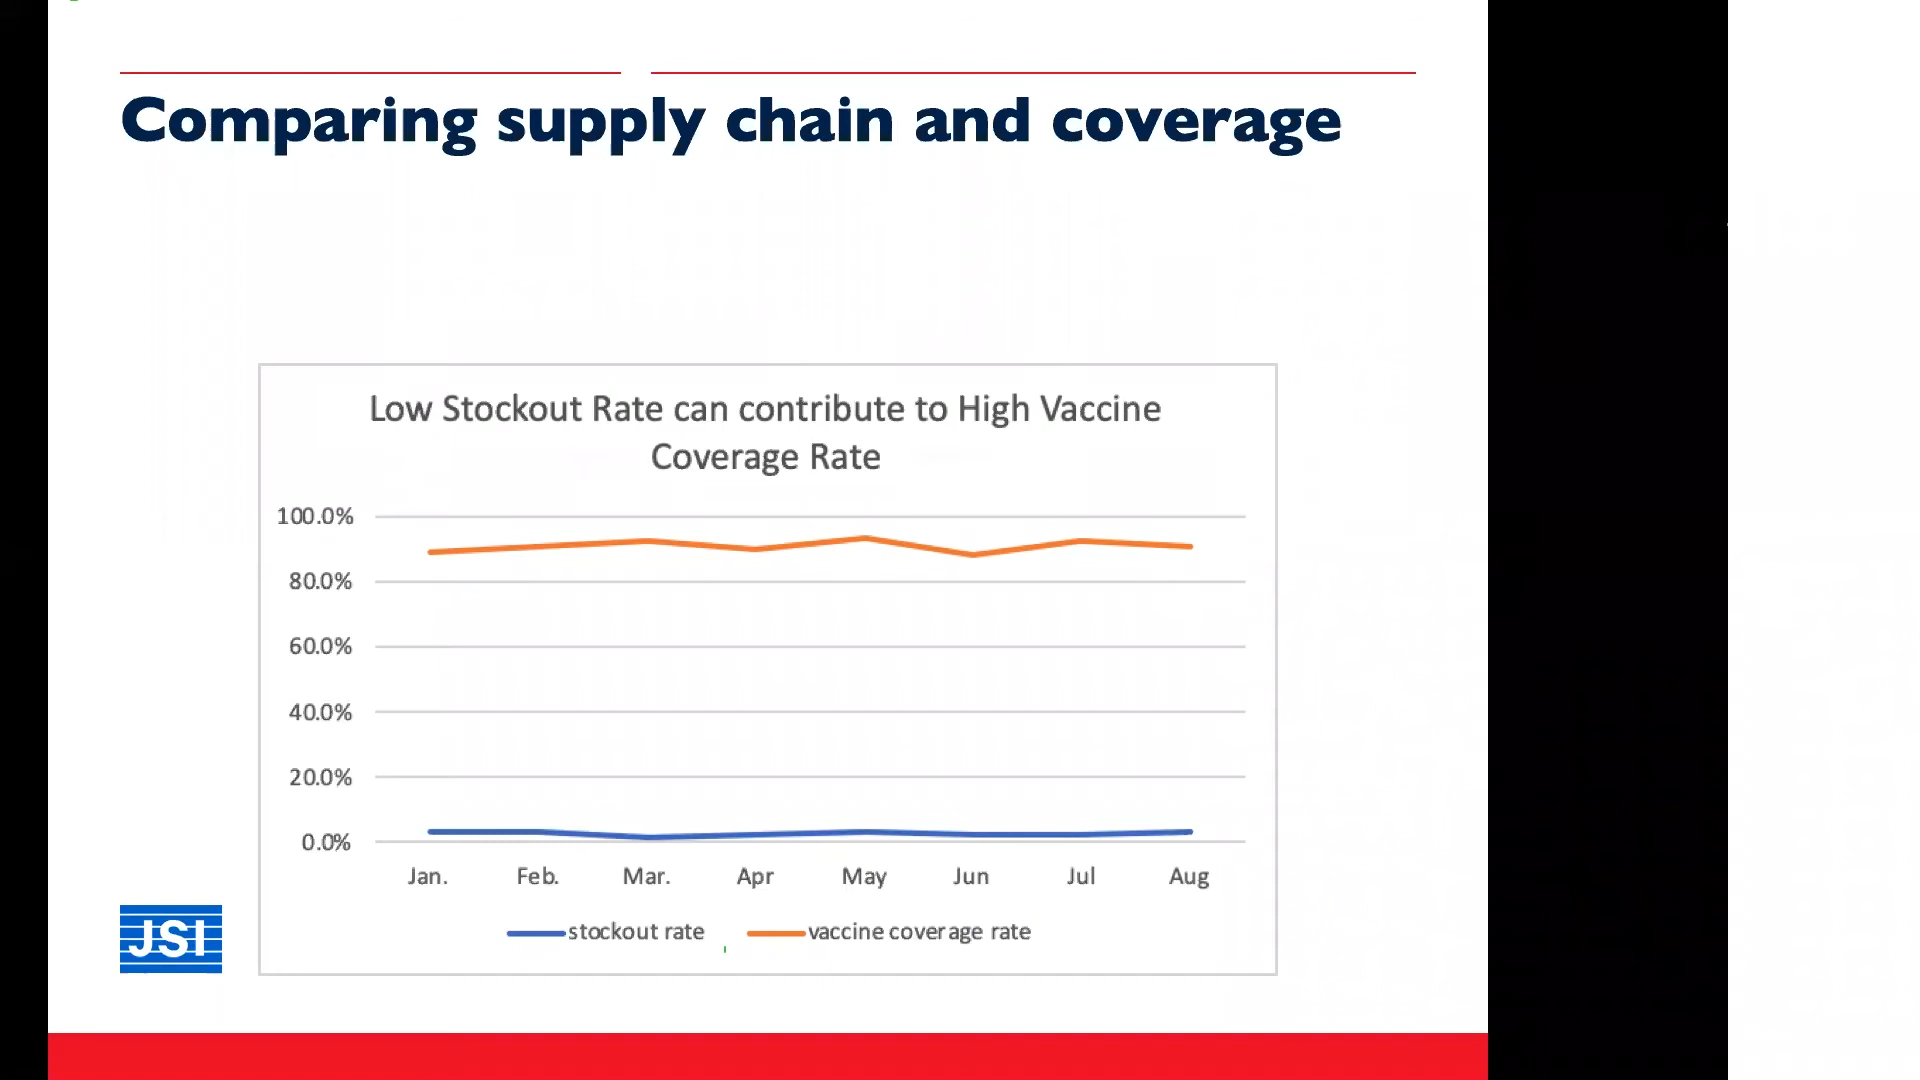 Comparing supply chain and coverage
Low Stockout Rate can contribute to High Vaccine
Coverage Rate
100.0%
80.0%
60.0%
40.0%
20.0%
0.0%
Jan. Feb. Mar. Apr May Jun Jul Aug
stockout rate vaccine coverage rate
JSI